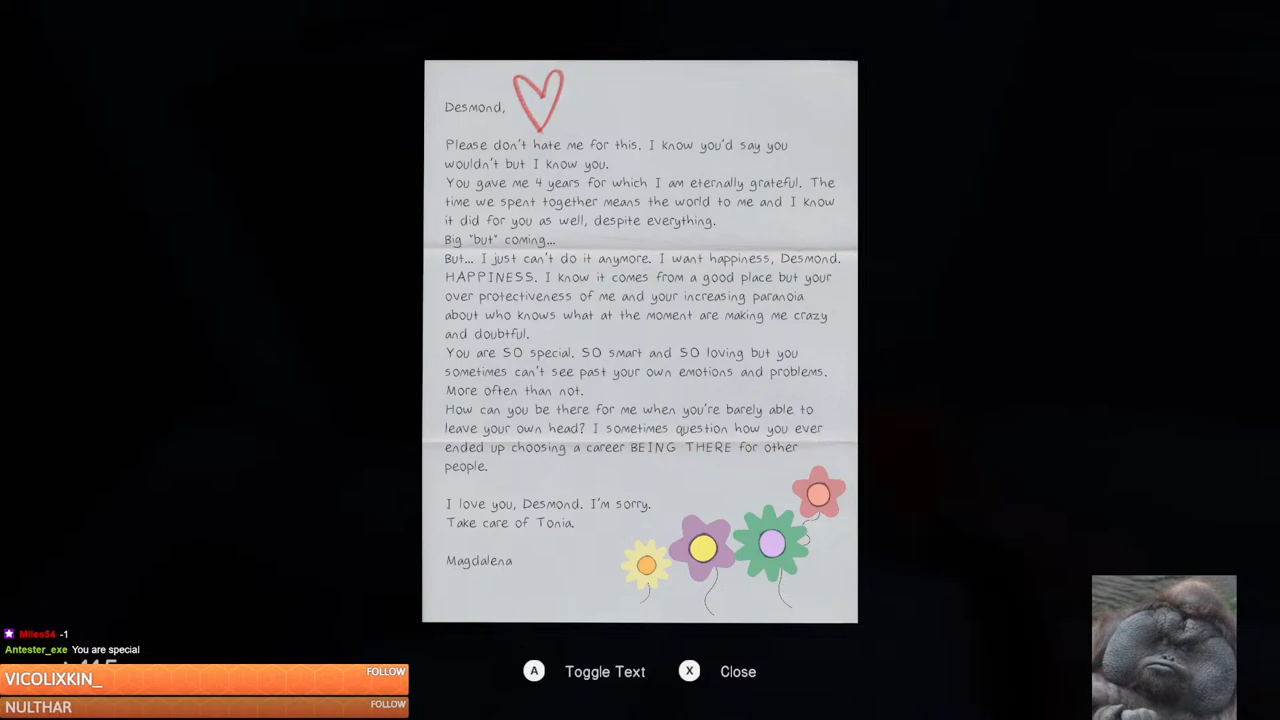 Desmond,
Please don't hate me for this. I know you'd say you
wouldn't but I know you.
You gave me 4 years for which I am eternally grateful. The
time we spent together means the world to me and I know
it did for you as well, despite everything.
Big "but" coming...
But... I just can't do it anymore. I want happiness, Desmond.
HAPPINESS. I know it comes from a good place but your
over protectiveness of me and your increasing paranoia
about who knows what at the moment are making me crazy
and doubtful.
You are SO special. SO smart and SO loving but you
sometimes can't see past your own emotions and problems.
More often than not.
How can you be there for me when you're barely able to
leave your own head? I sometimes question how you ever
ended up choosing a career BEING THERE for other
people.
I love you, Desmond. I'm sorry.
Take care of Tonia.
Magdalena
A Toggle Text X Close
Miles54 -1
Antester_exe You are special
VICOLIXKIN_ FOLLOW
NULTHAR FOLLOW